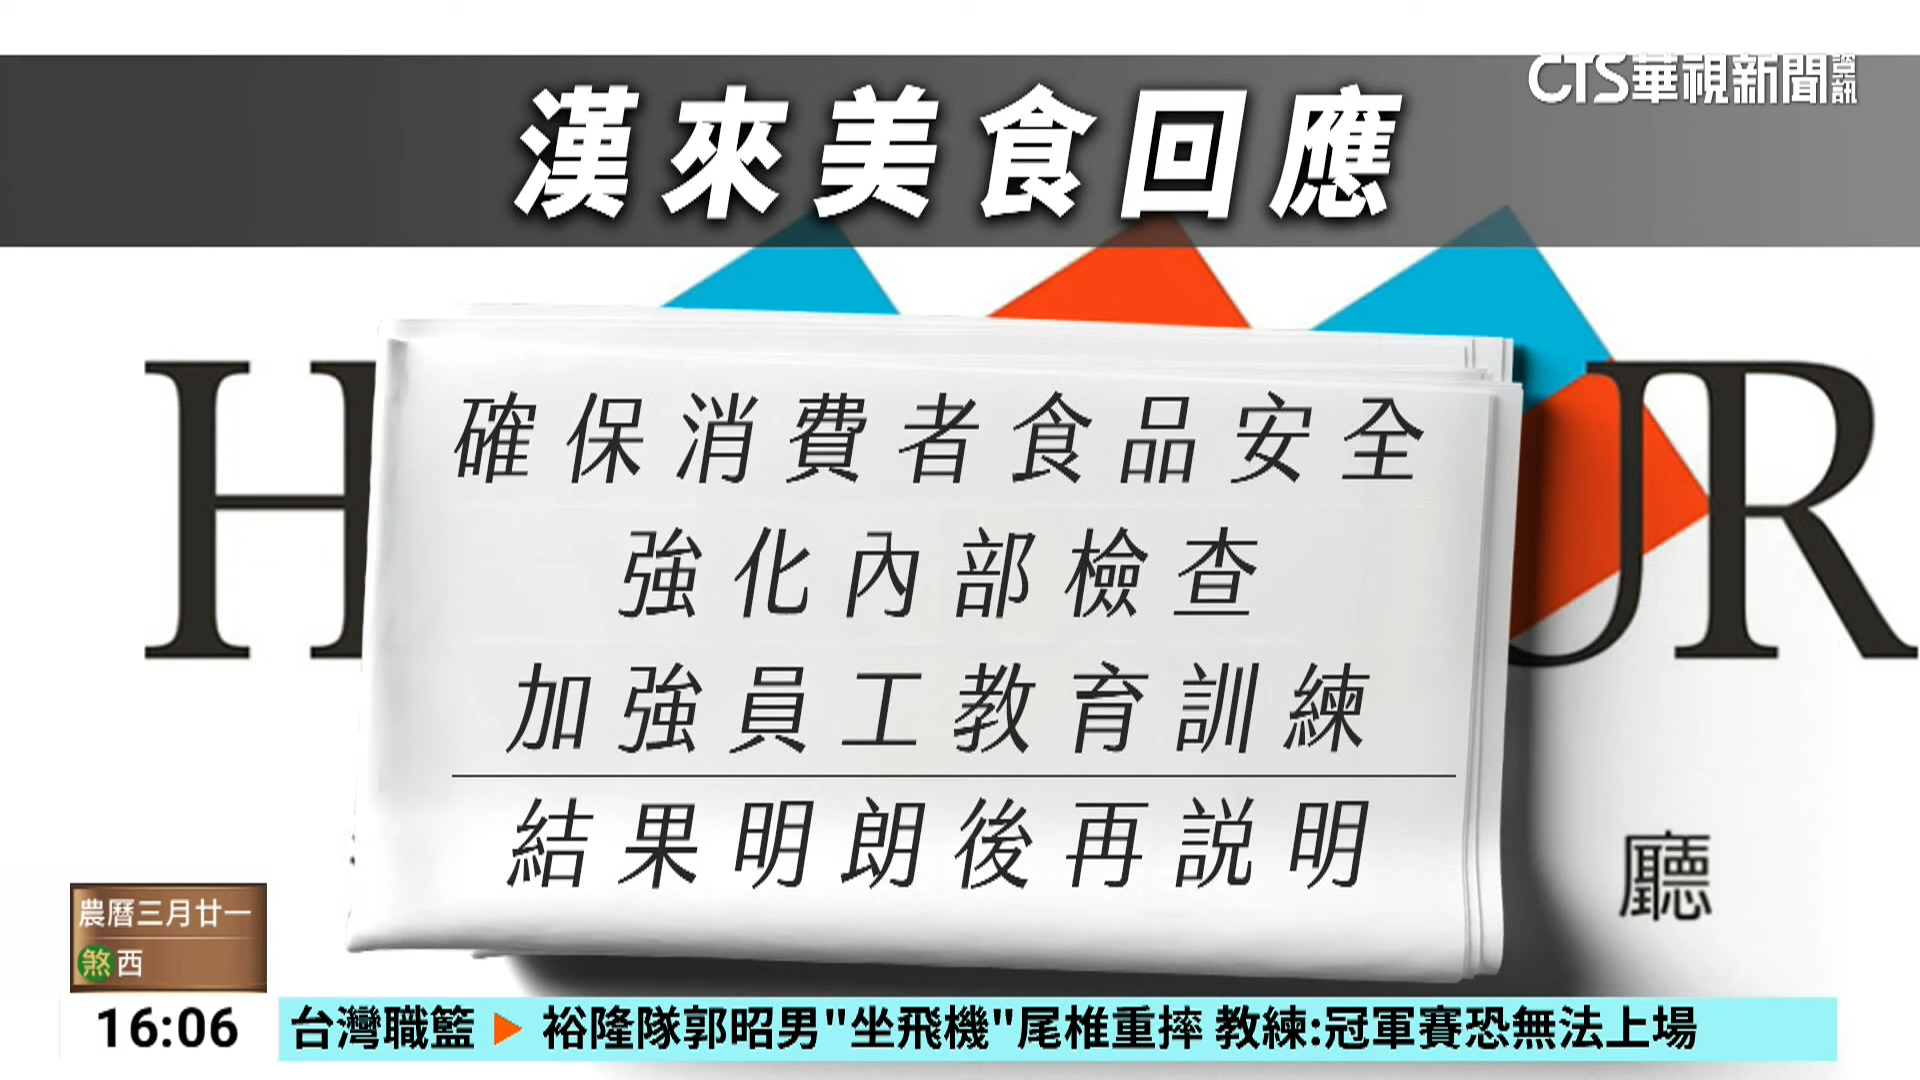 CTS華視新聞資訊
漢來美食回應
H
UR
確保消費者食品安全
強化內部檢查
加強員工教育訓練
結果明朗後再説明
廳
農曆三月廿一
煞西
16:06
台灣職籃▶裕隆隊郭昭男"坐飛機"尾椎重摔 教練:冠軍賽恐無法上場